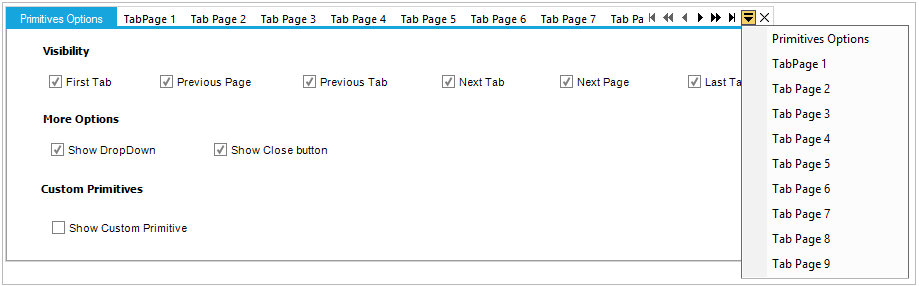 Primitives Options TabPage 1 Tab Page 2 Tab Page 3 Tab Page 4 Tab Page 5 Tab Page 6 Tab Page 7 Tab Pa
Visibility
First Tab Previous Page Previous Tab Next Tab Next Page Last Ta
More Options
Show DropDown Show Close button
Custom Primitives
Show Custom Primitive
Primitives Options
TabPage 1
Tab Page 2
Tab Page 3
Tab Page 4
Tab Page 5
Tab Page 6
Tab Page 7
Tab Page 8
Tab Page 9